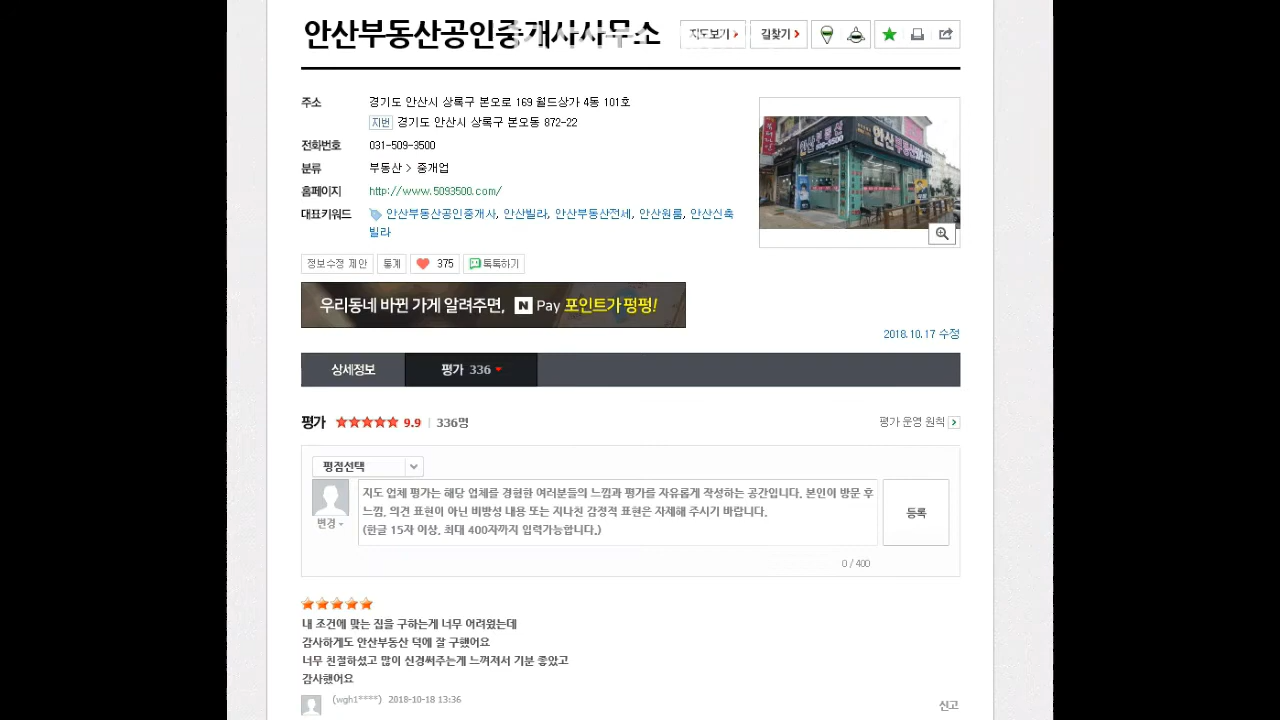 안산부동산공인중개사사무소
지도보기
길찾기
주소
경기도 안산시 상록구 본오로 169 월드상가 4동 101호
지번 경기도 안산시 상록구 본오동 872-22
전화번호
031-509-3500
분류
부동산 > 중개업
홈페이지
http://www.5093500.com/
대표키워드
안산부동산공인중개사, 안산빌라, 안산부동산전세, 안산원룸, 안산신축
빌라
안산부동산
정보수정 제안 통계 375 톡톡하기
우리동네 바뀐 가게 알려주면, N Pay 포인트가 펑펑!
2018.10.17 수정
상세정보 평가 336
평가 9.9 336명
평가 운영 원칙
평점선택
지도 업체 평가는 해당 업체를 경험한 여러분들의 느낌과 평가를 자유롭게 작성하는 공간입니다. 본인이 방문 후
느낌, 의견 표현이 아닌 비방성 내용 또는 지나친 감정적 표현은 자제해 주시기 바랍니다.
(한글 15자 이상, 최대 400자까지 입력가능합니다.)
변경
등록
0 / 400
내 조건에 맞는 집을 구하는게 너무 어려웠는데
감사하게도 안산부동산 덕에 잘 구했어요
너무 친절하셨고 많이 신경써주는게 느껴져서 기분 좋았고
감사했어요
(wgh1****) 2018-10-18 13:36
신고